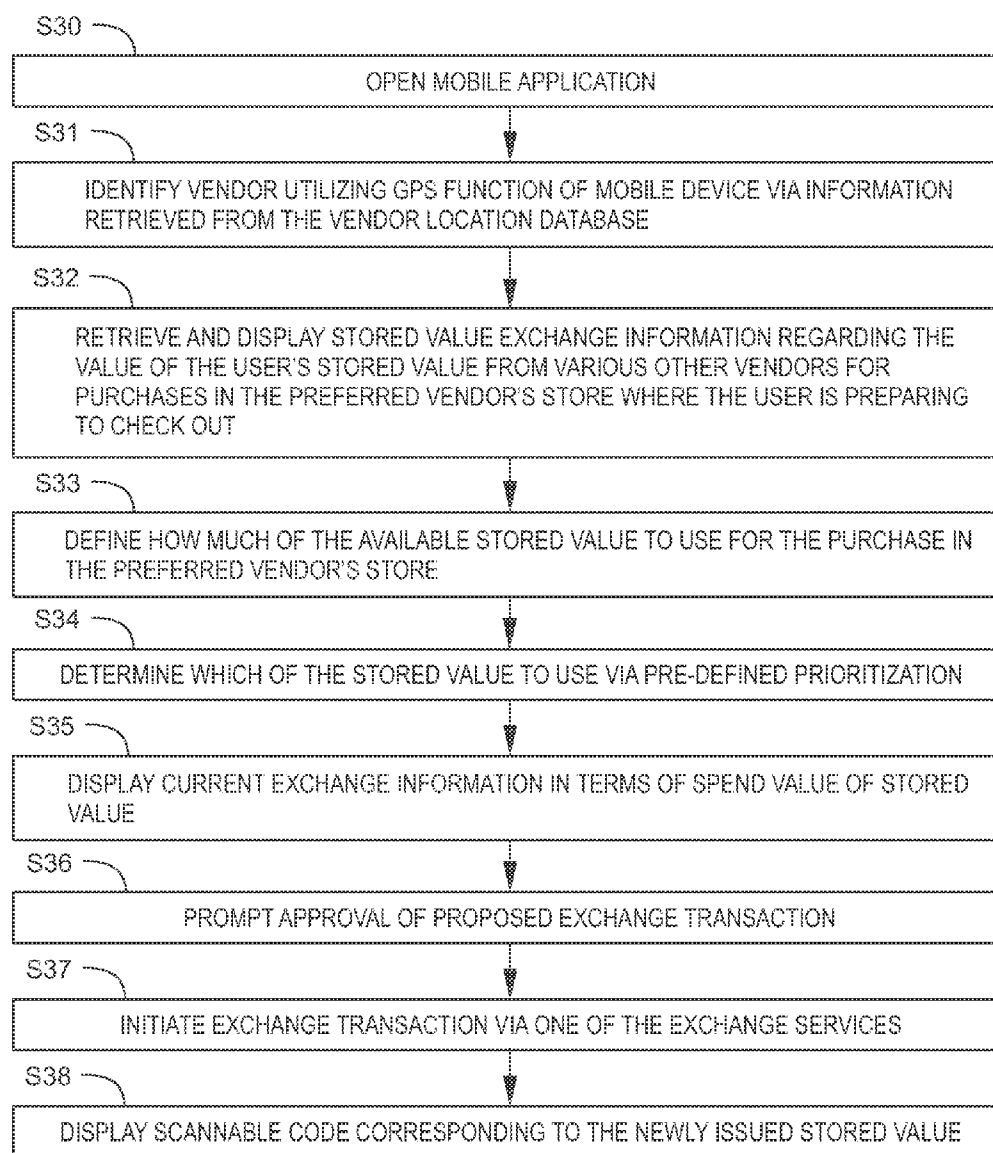 S30
OPEN MOBILE APPLICATION
S31
IDENTIFY VENDOR UTILIZING GPS FUNCTION OF MOBILE DEVICE VIA INFORMATION
RETRIEVED FROM THE VENDOR LOCATION DATABASE
S32
RETRIEVE AND DISPLAY STORED VALUE EXCHANGE INFORMATION REGARDING THE
VALUE OF THE USER'S STORED VALUE FROM VARIOUS OTHER VENDORS FOR
PURCHASES IN THE PREFERRED VENDOR'S STORE WHERE THE USER IS PREPARING
TO CHECK OUT
S33
DEFINE HOW MUCH OF THE AVAILABLE STORED VALUE TO USE FOR THE PURCHASE IN
THE PREFERRED VENDOR'S STORE
S34
DETERMINE WHICH OF THE STORED VALUE TO USE VIA PRE-DEFINED PRIORITIZATION
S35
DISPLAY CURRENT EXCHANGE INFORMATION IN TERMS OF SPEND VALUE OF STORED
VALUE
S36
PROMPT APPROVAL OF PROPOSED EXCHANGE TRANSACTION
S37
INITIATE EXCHANGE TRANSACTION VIA ONE OF THE EXCHANGE SERVICES
S38
DISPLAY SCANNABLE CODE CORRESPONDING TO THE NEWLY ISSUED STORED VALUE